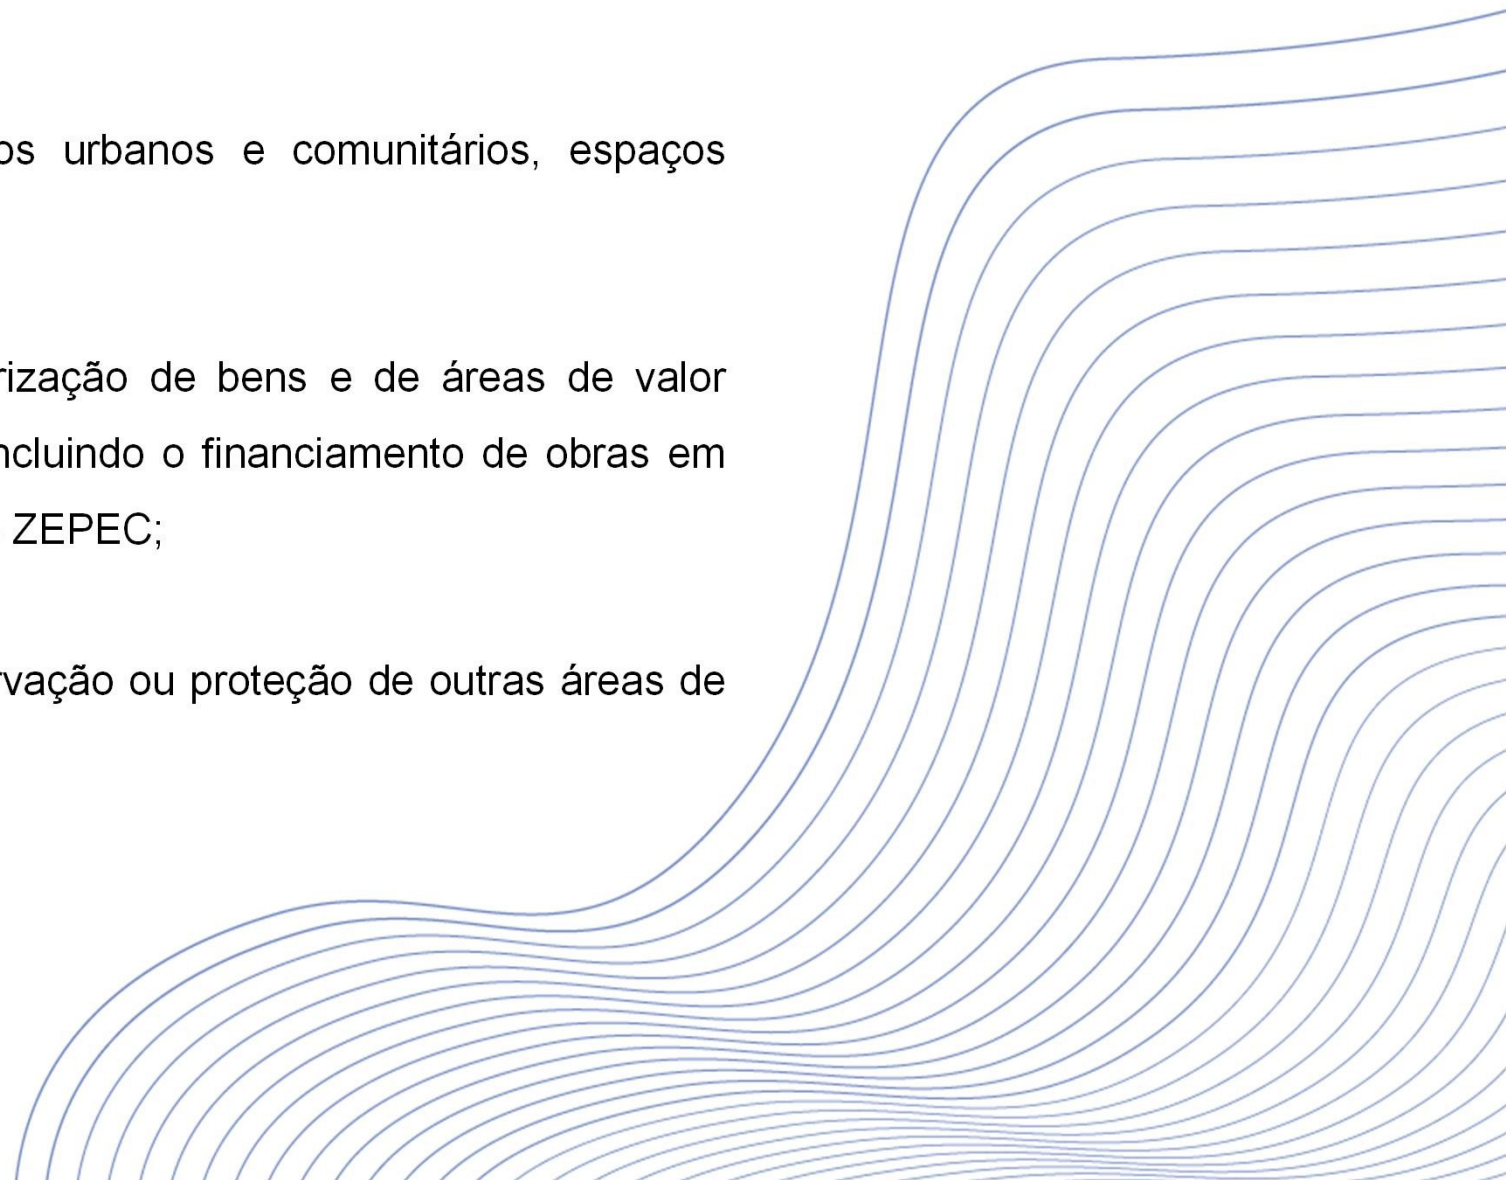 os urbanos e comunitários, espaços
rização de bens e de áreas de valor
ncluindo o financiamento de obras em
ZEPEC;
rvação ou proteção de outras áreas de